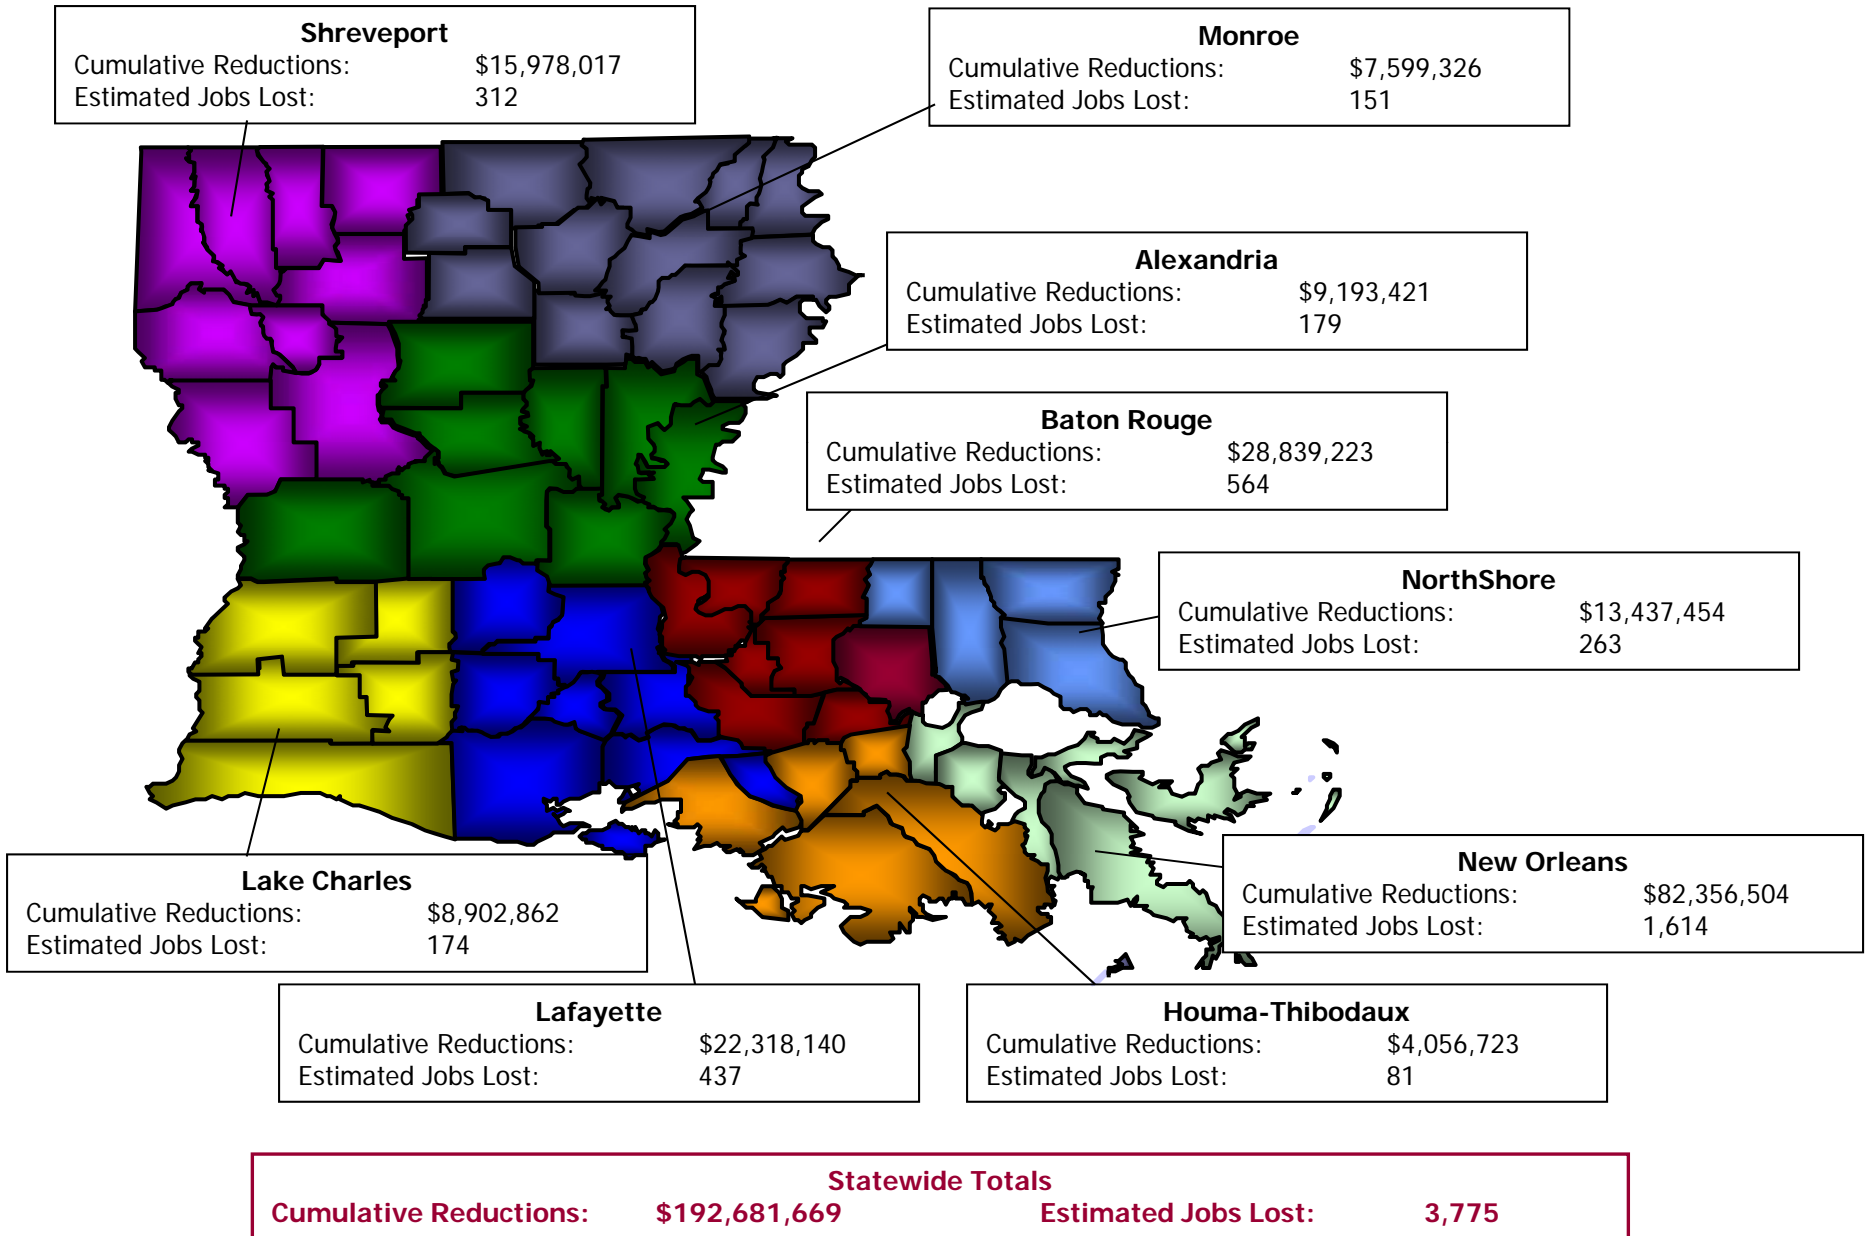 Shreveport
Cumulative Reductions: $15,978,017
Estimated Jobs Lost: 312
Monroe
Cumulative Reductions: $7,599,326
Estimated Jobs Lost: 151
Alexandria
Cumulative Reductions: $9,193,421
Estimated Jobs Lost: 179
Baton Rouge
Cumulative Reductions: $28,839,223
Estimated Jobs Lost: 564
NorthShore
Cumulative Reductions: $13,437,454
Estimated Jobs Lost: 263
New Orleans
Cumulative Reductions: $82,356,504
Estimated Jobs Lost: 1,614
Lake Charles
Cumulative Reductions: $8,902,862
Estimated Jobs Lost: 174
Lafayette
Cumulative Reductions: $22,318,140
Estimated Jobs Lost: 437
Houma-Thibodaux
Cumulative Reductions: $4,056,723
Estimated Jobs Lost: 81
Statewide Totals
Cumulative Reductions: $192,681,669 Estimated Jobs Lost: 3,775